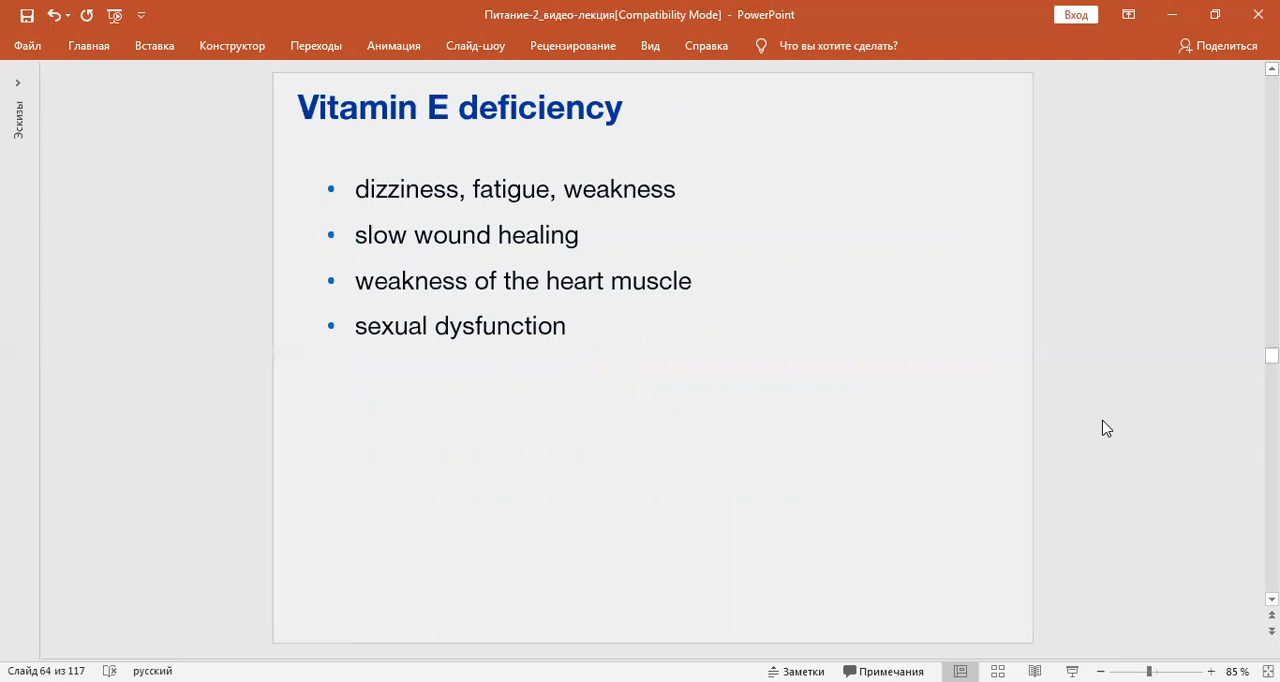 Питание-2_видео-лекция[Compatibility Mode] - PowerPoint
Вход
Файл Главная Вставка Конструктор Переходы Анимация Слайд-шоу Рецензирование Вид Справка Что вы хотите сделать? Поделиться
Эскизы
Vitamin E deficiency
• dizziness, fatigue, weakness
• slow wound healing
• weakness of the heart muscle
• sexual dysfunction
Слайд 64 из 117 русский Заметки Примечания 85 %